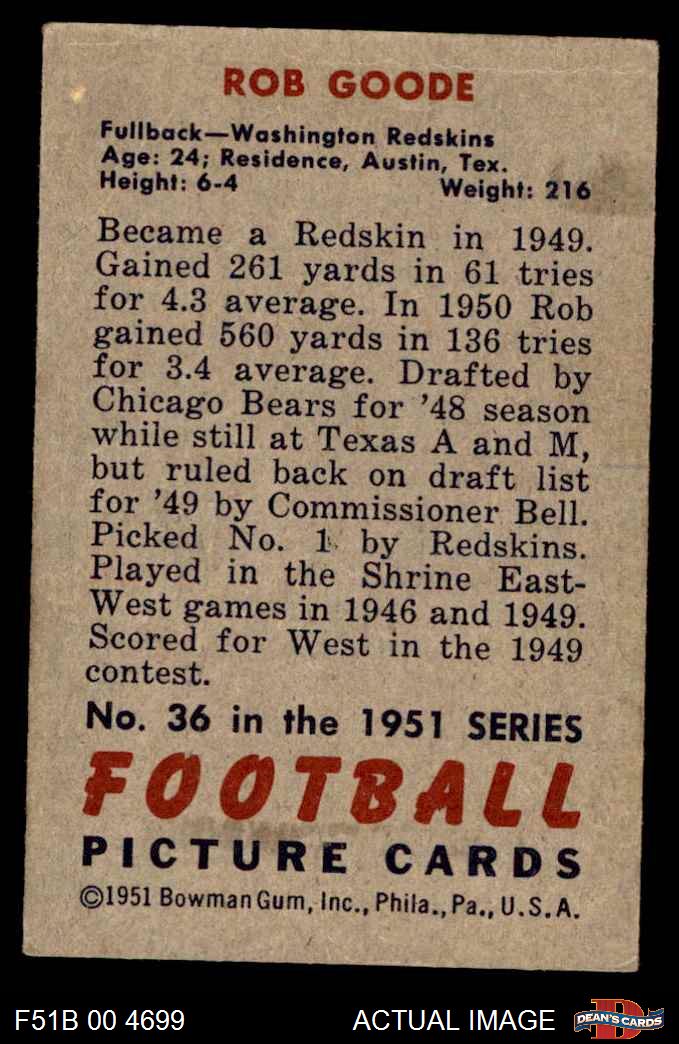 ROB GOODE
Fullback—Washington Redskins
Age: 24; Residence, Austin, Tex.
Height: 6-4 Weight: 216
Became a Redskin in 1949.
Gained 261 yards in 61 tries
for 4.3 average. In 1950 Rob
gained 560 yards in 136 tries
for 3.4 average. Drafted by
Chicago Bears for '48 season
while still at Texas A and M,
but ruled back on draft list
for '49 by Commissioner Bell.
Picked No. 1 by Redskins.
Played in the Shrine East-
West games in 1946 and 1949.
Scored for West in the 1949
contest.
No. 36 in the 1951 SERIES
FOOTBALL
PICTURE CARDS
©1951 Bowman Gum, Inc., Phila., Pa., U.S.A.
F51B 00 4699 ACTUAL IMAGE DEAN'S CARDS